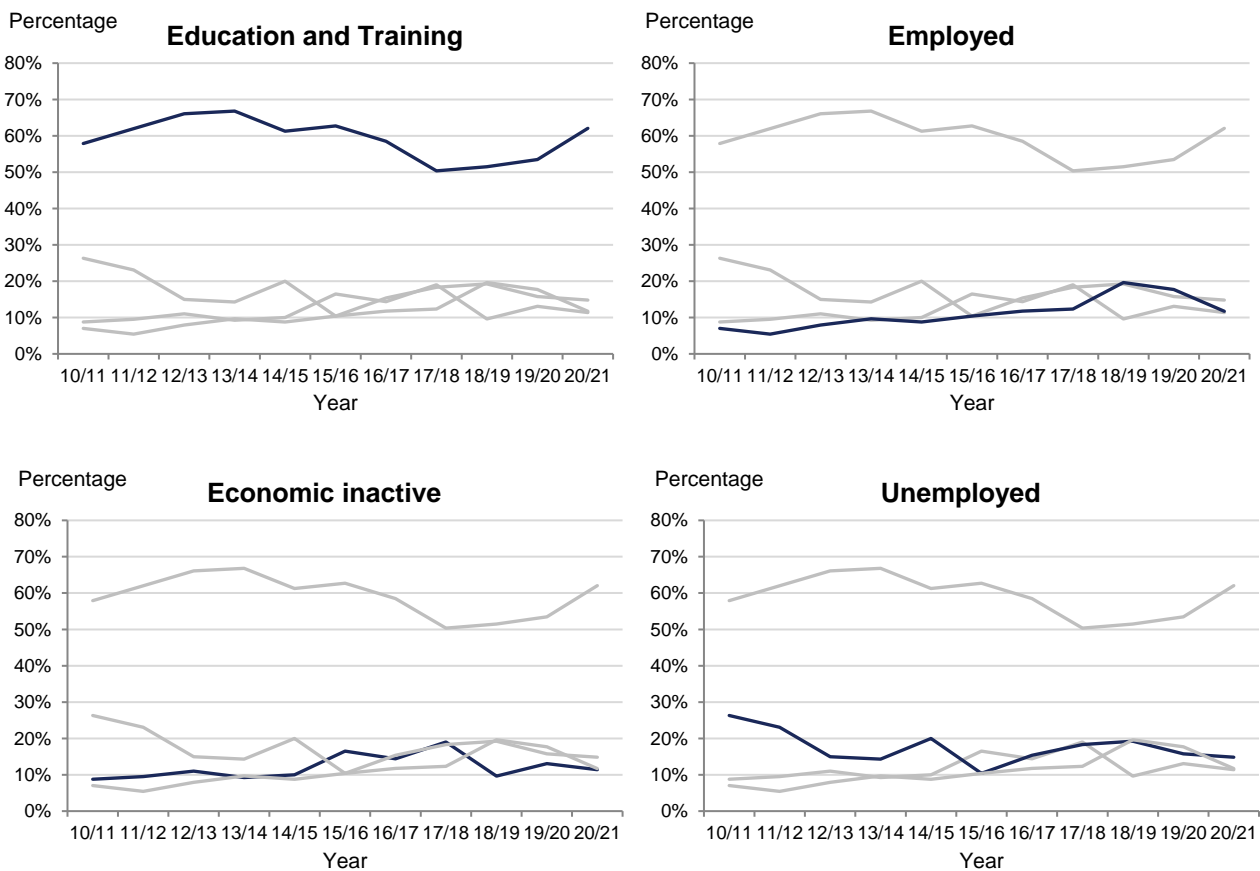 Percentage
Education and Training
80%
70%
60%
50%
40%
30%
20%
10%
0%
10/11 11/12 12/13 13/14 14/15 15/16 16/17 17/18 18/19 19/20 20/21
Year
Percentage
Employed
80%
70%
60%
50%
40%
30%
20%
10%
0%
10/11 11/12 12/13 13/14 14/15 15/16 16/17 17/18 18/19 19/20 20/21
Year
Percentage
Economic inactive
80%
70%
60%
50%
40%
30%
20%
10%
0%
10/11 11/12 12/13 13/14 14/15 15/16 16/17 17/18 18/19 19/20 20/21
Year
Percentage
Unemployed
80%
70%
60%
50%
40%
30%
20%
10%
0%
10/11 11/12 12/13 13/14 14/15 15/16 16/17 17/18 18/19 19/20 20/21
Year